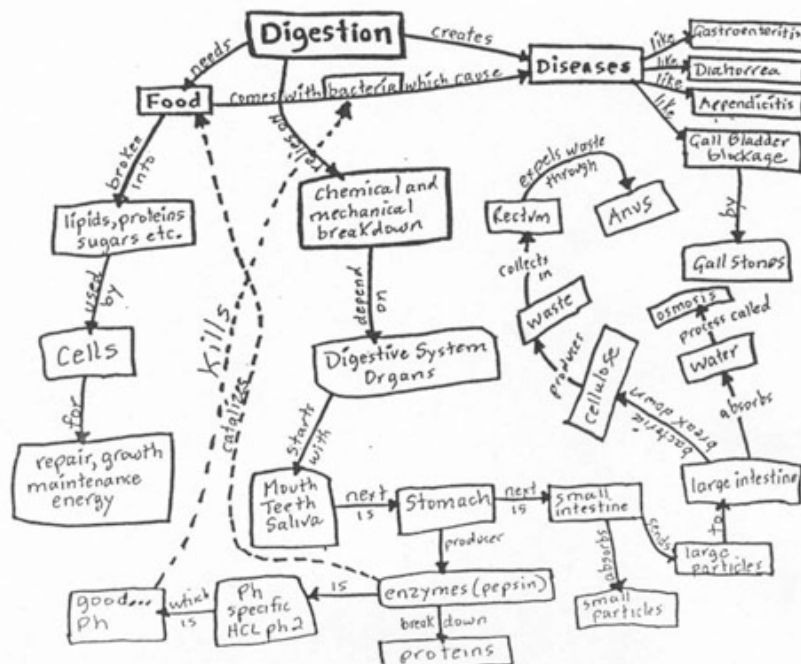 Digestion
needs
creates
Food
comes with bacteria which cause
Diseases
like
Gastroenteritis
like
Diahorrea
like
Appendicitis
like
Gall Bladder
blockage
by
Gall Stones
relies on
broken
into
lipids, proteins
sugars etc.
used
by
Cells
for
repair, growth
maintenance
energy
chemical and
mechanical
breakdown
depend
on
Digestive System
Organs
starts
with
Mouth
Teeth
Saliva
next
is
Stomach
next
is
small
intestine
absorbs
small
particles
sends
large
particles
to
large intestine
absorbs
water
process called
osmosis
bacteria
break down
cellulose
produces
waste
collects
in
Rectum
expels waste
through
Anus
producer
enzymes (pepsin)
break down
proteins
is
Ph
specific
HCL ph2
which
is
good...
Ph
Kills
catalizes